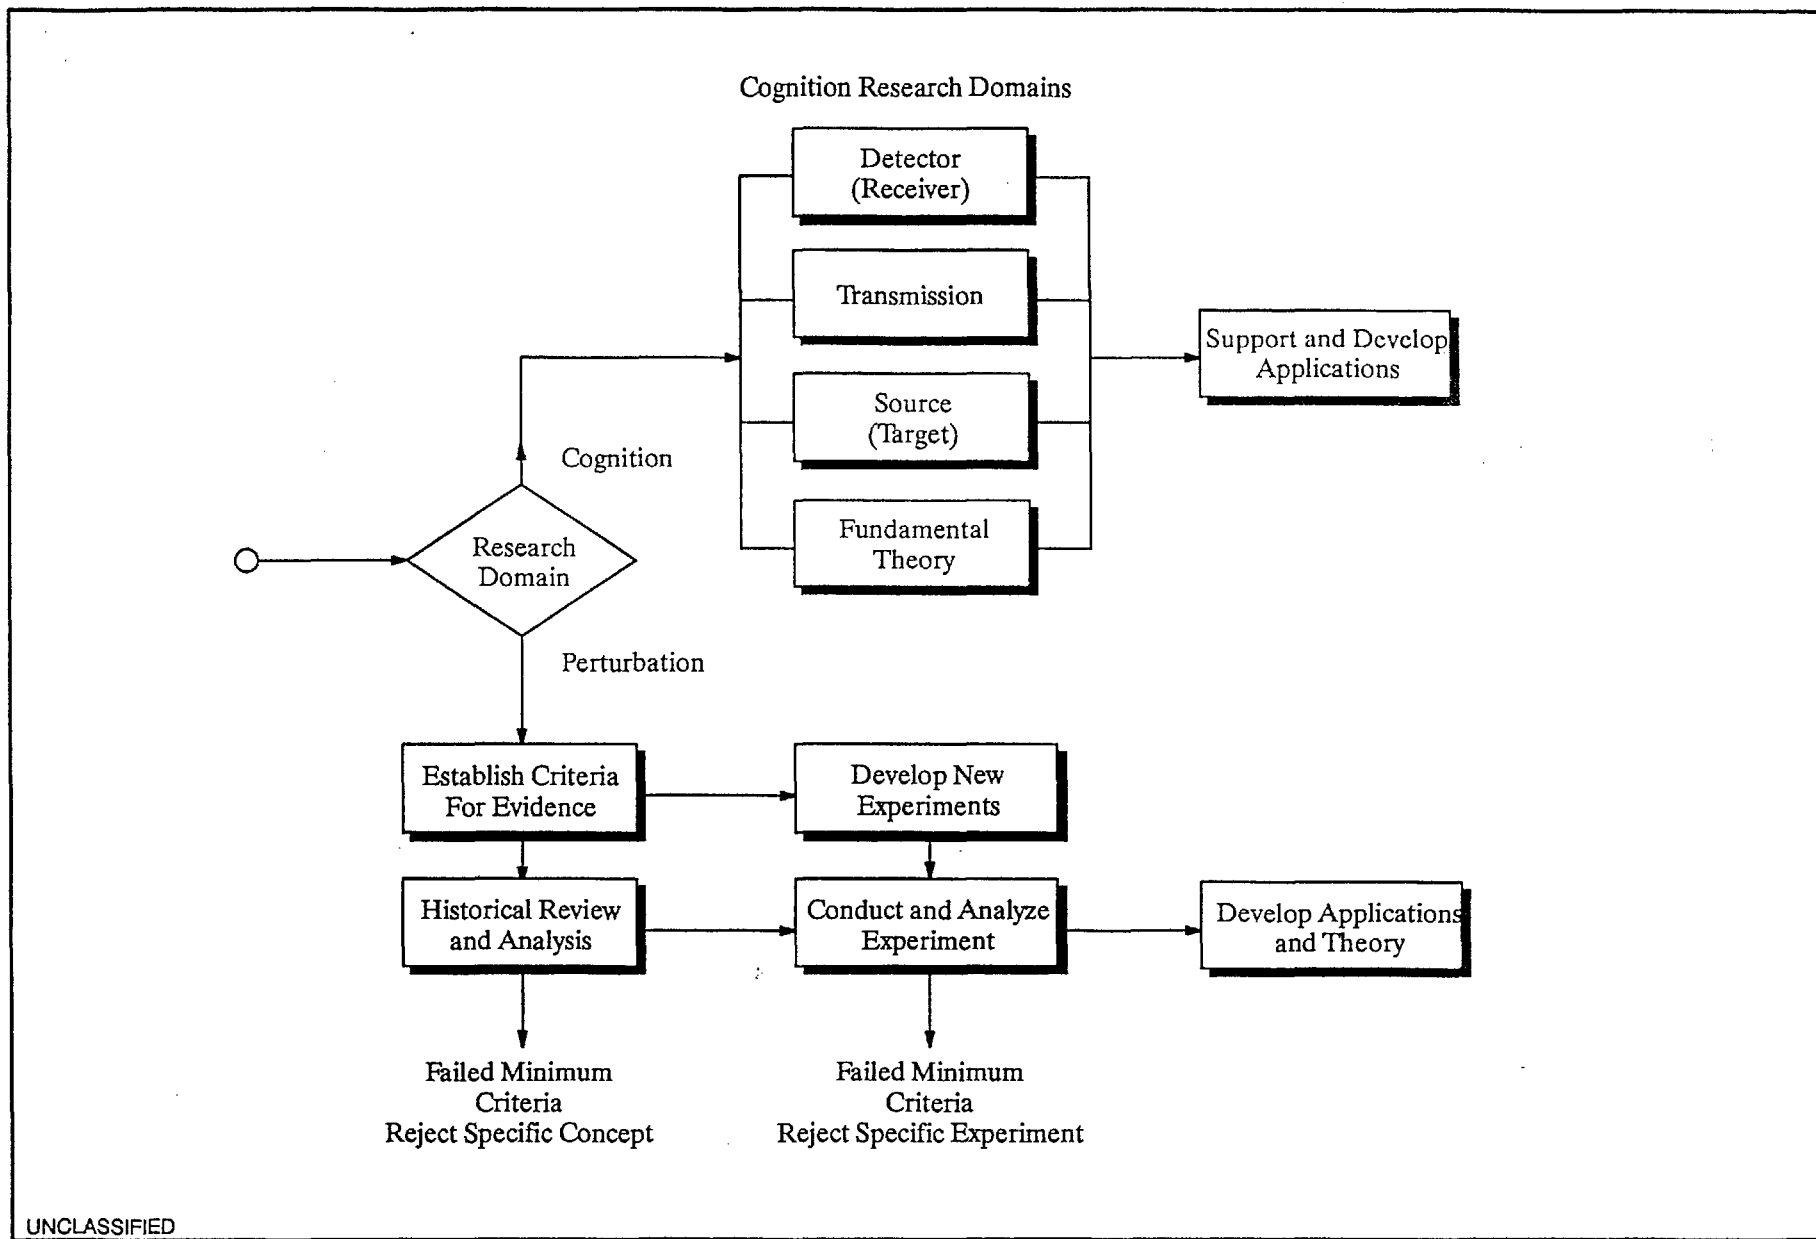 Cognition Research Domains
Detector
(Receiver)
Transmission
Support and Develop
Applications
Source
(Target)
Cognition
Fundamental
Theory
Research
Domain
Perturbation
Establish Criteria
For Evidence
Develop New
Experiments
Historical Review
and Analysis
Conduct and Analyze
Experiment
Develop Applications
and Theory
Failed Minimum
Criteria
Reject Specific Concept
Failed Minimum
Criteria
Reject Specific Experiment
UNCLASSIFIED